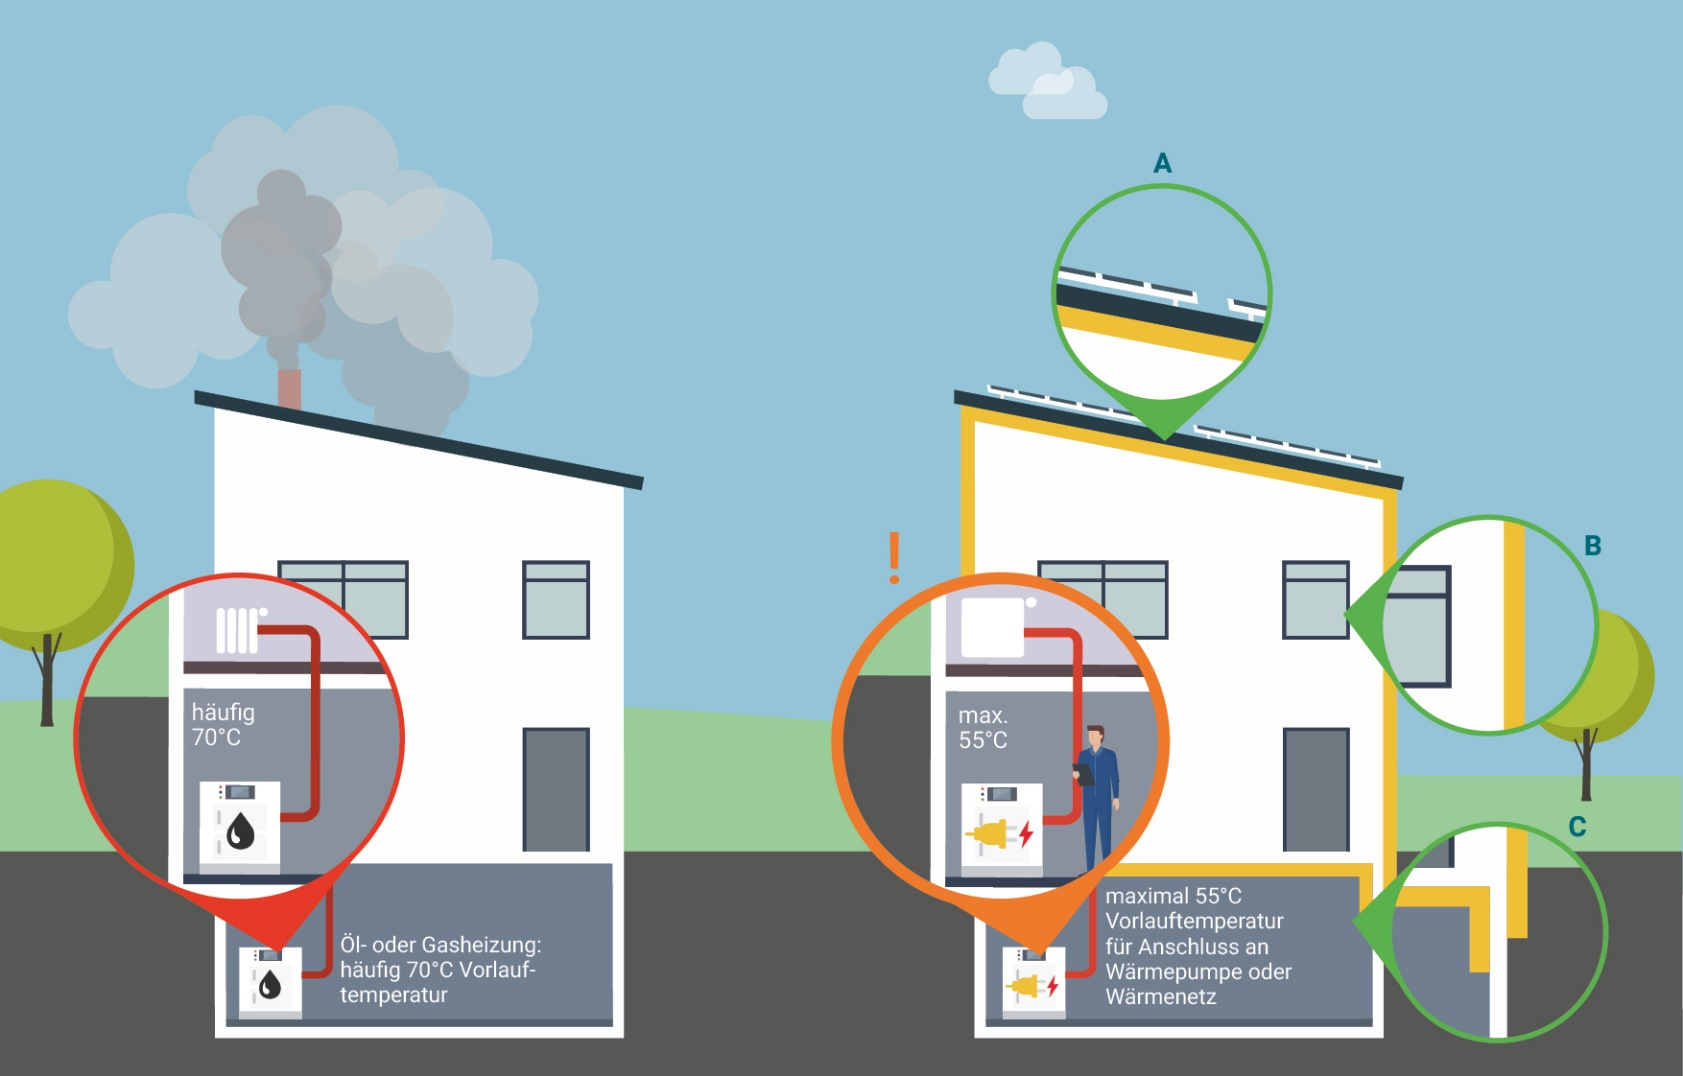 A
!
B
häufig
70°C
max.
55°C
C
Öl- oder Gasheizung:
häufig 70°C Vorlauf-
temperatur
maximal 55°C
Vorlauftemperatur
für Anschluss an
Wärmepumpe oder
Wärmenetz